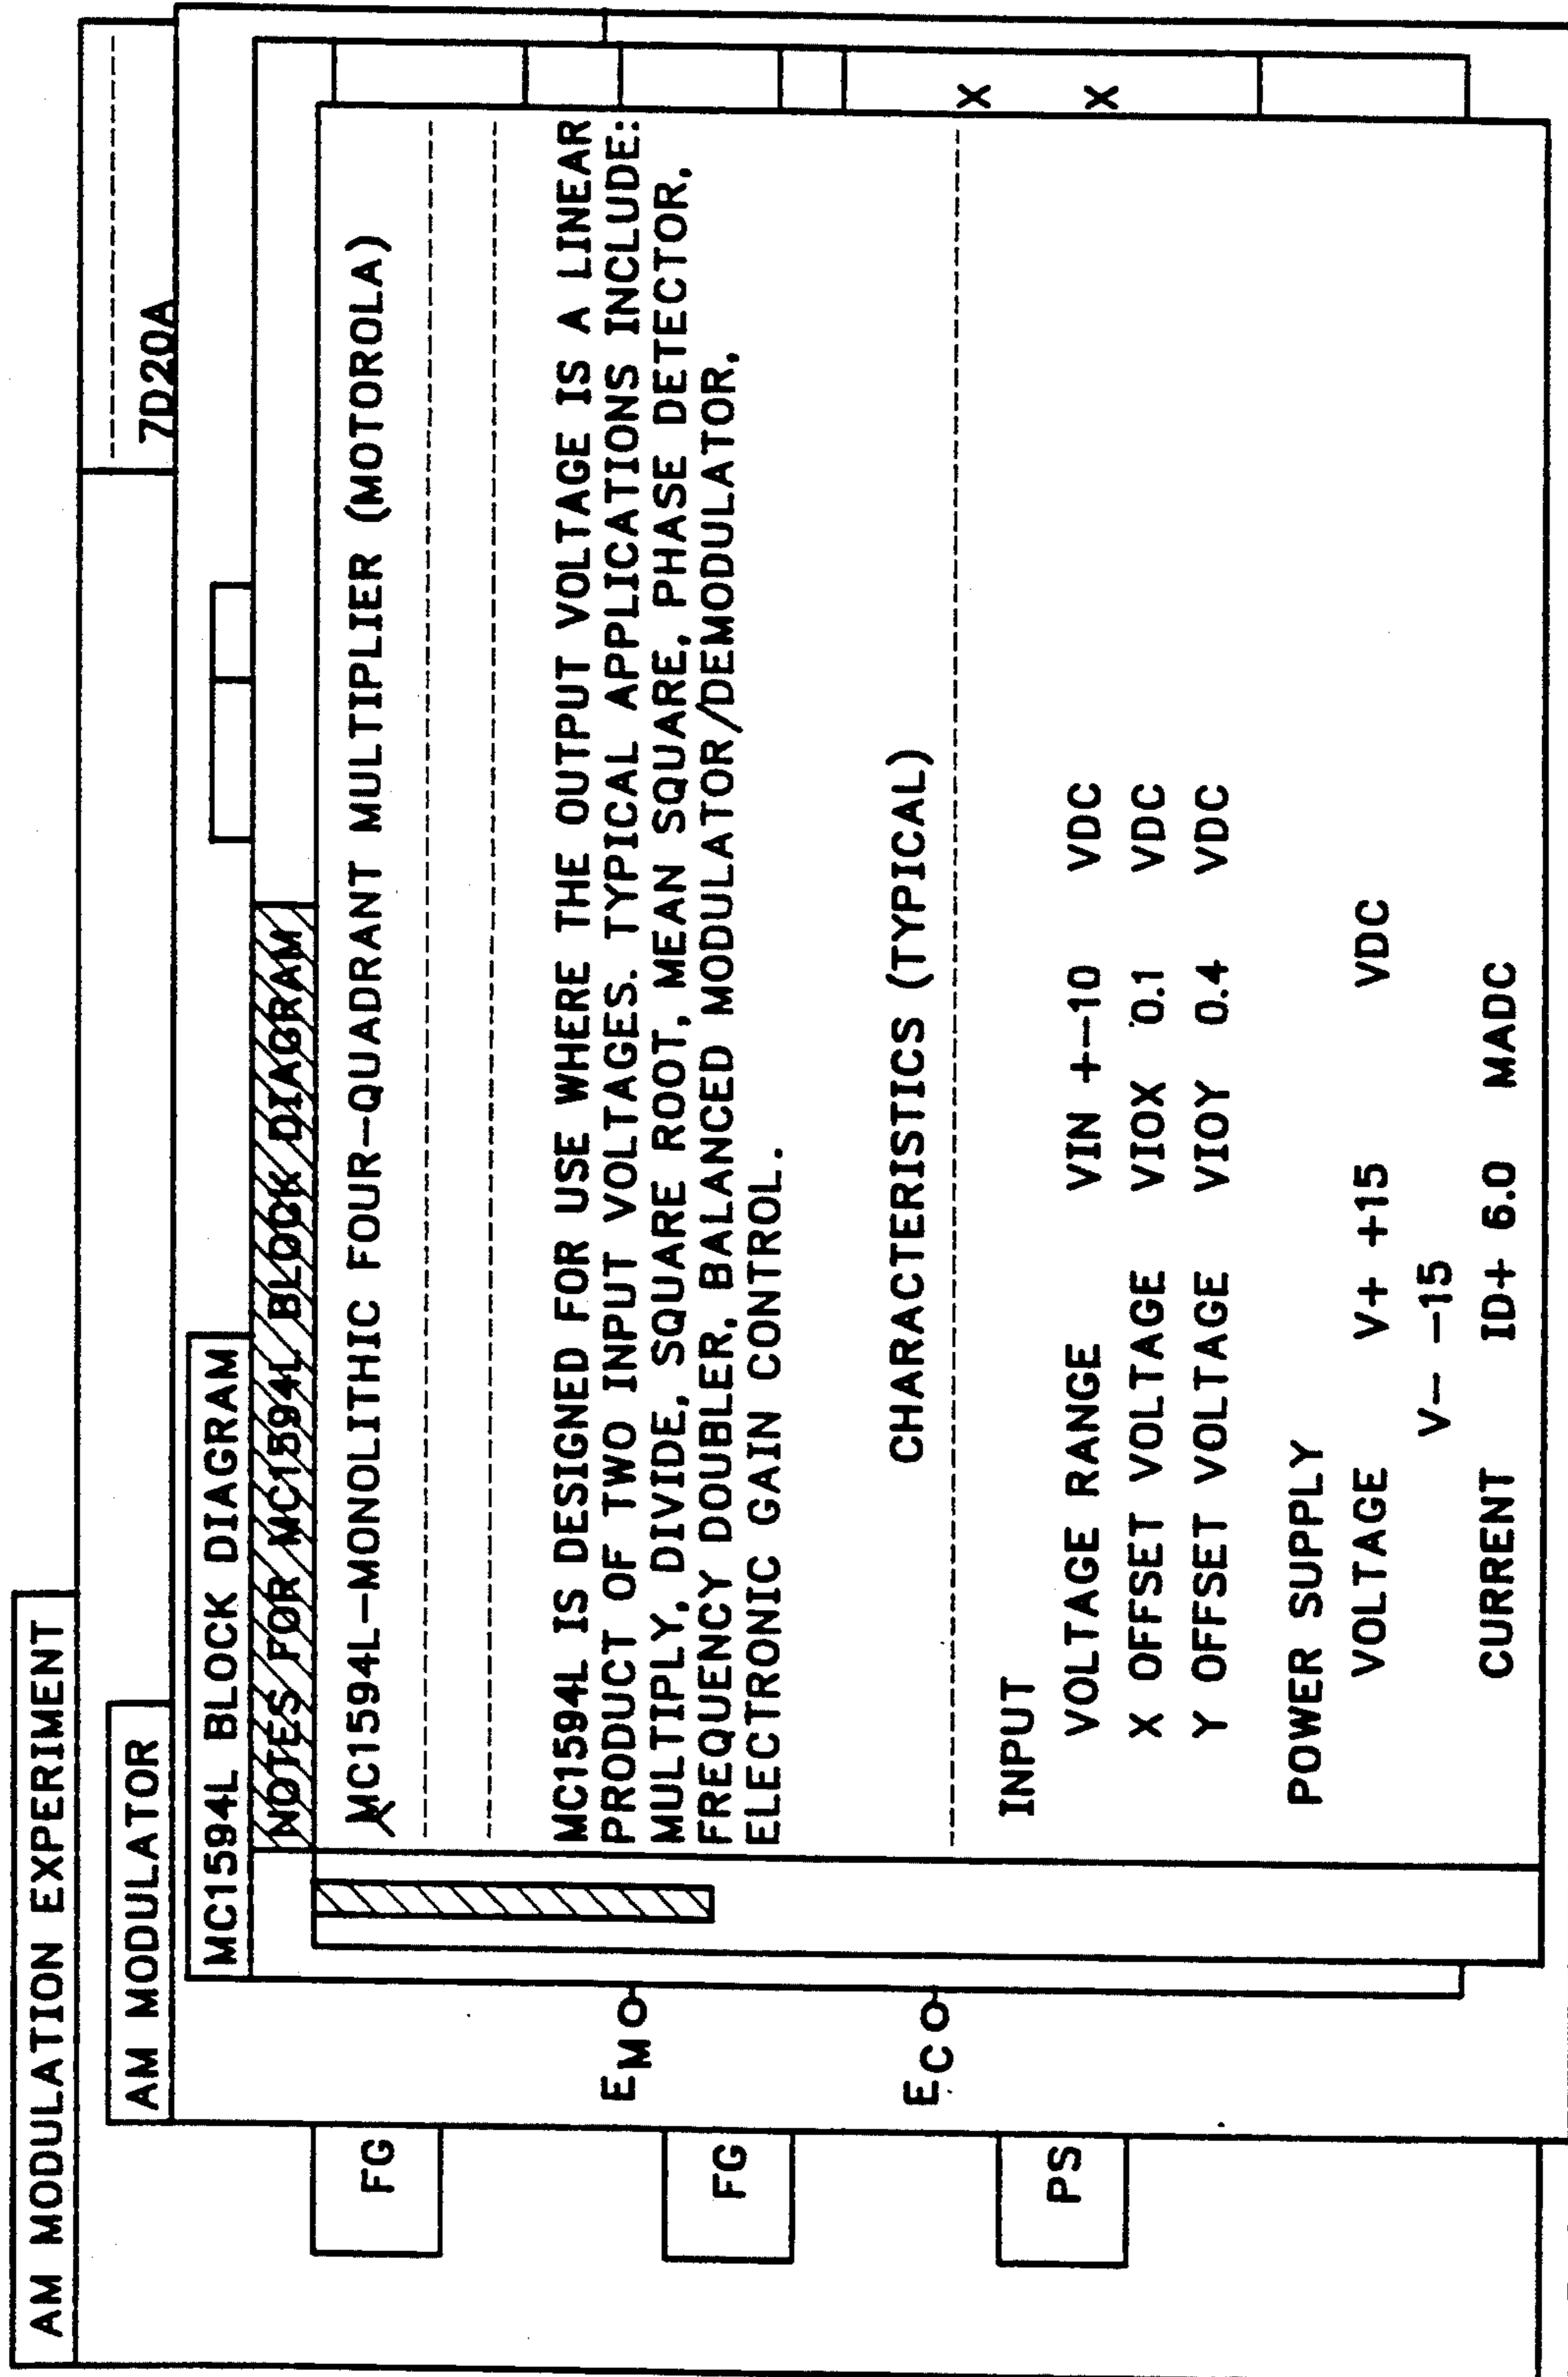 AM MODULATION EXPERIMENT
7D20A
AM MODULATOR
MC1594L BLOCK DIAGRAM
NOTES FOR MC1594L BLOCK DIAGRAM
MC1594L-MONOLITHIC FOUR-QUADRANT MULTIPLIER (MOTOROLA)
MC1594L IS DESIGNED FOR USE WHERE THE OUTPUT VOLTAGE IS A LINEAR
PRODUCT OF TWO INPUT VOLTAGES. TYPICAL APPLICATIONS INCLUDE:
MULTIPLY, DIVIDE, SQUARE ROOT, MEAN SQUARE, PHASE DETECTOR,
FREQUENCY DOUBLER, BALANCED MODULATOR/DEMODULATOR,
ELECTRONIC GAIN CONTROL.
CHARACTERISTICS (TYPICAL)
INPUT
VOLTAGE RANGE VIN +-10 VDC
X OFFSET VOLTAGE VIOX 0.1 VDC
Y OFFSET VOLTAGE VIOY 0.4 VDC
POWER SUPPLY
VOLTAGE V+ +15 VDC
V- -15
CURRENT ID+ 6.0 MADC
FG
FG
PS
EM
EC
X
X